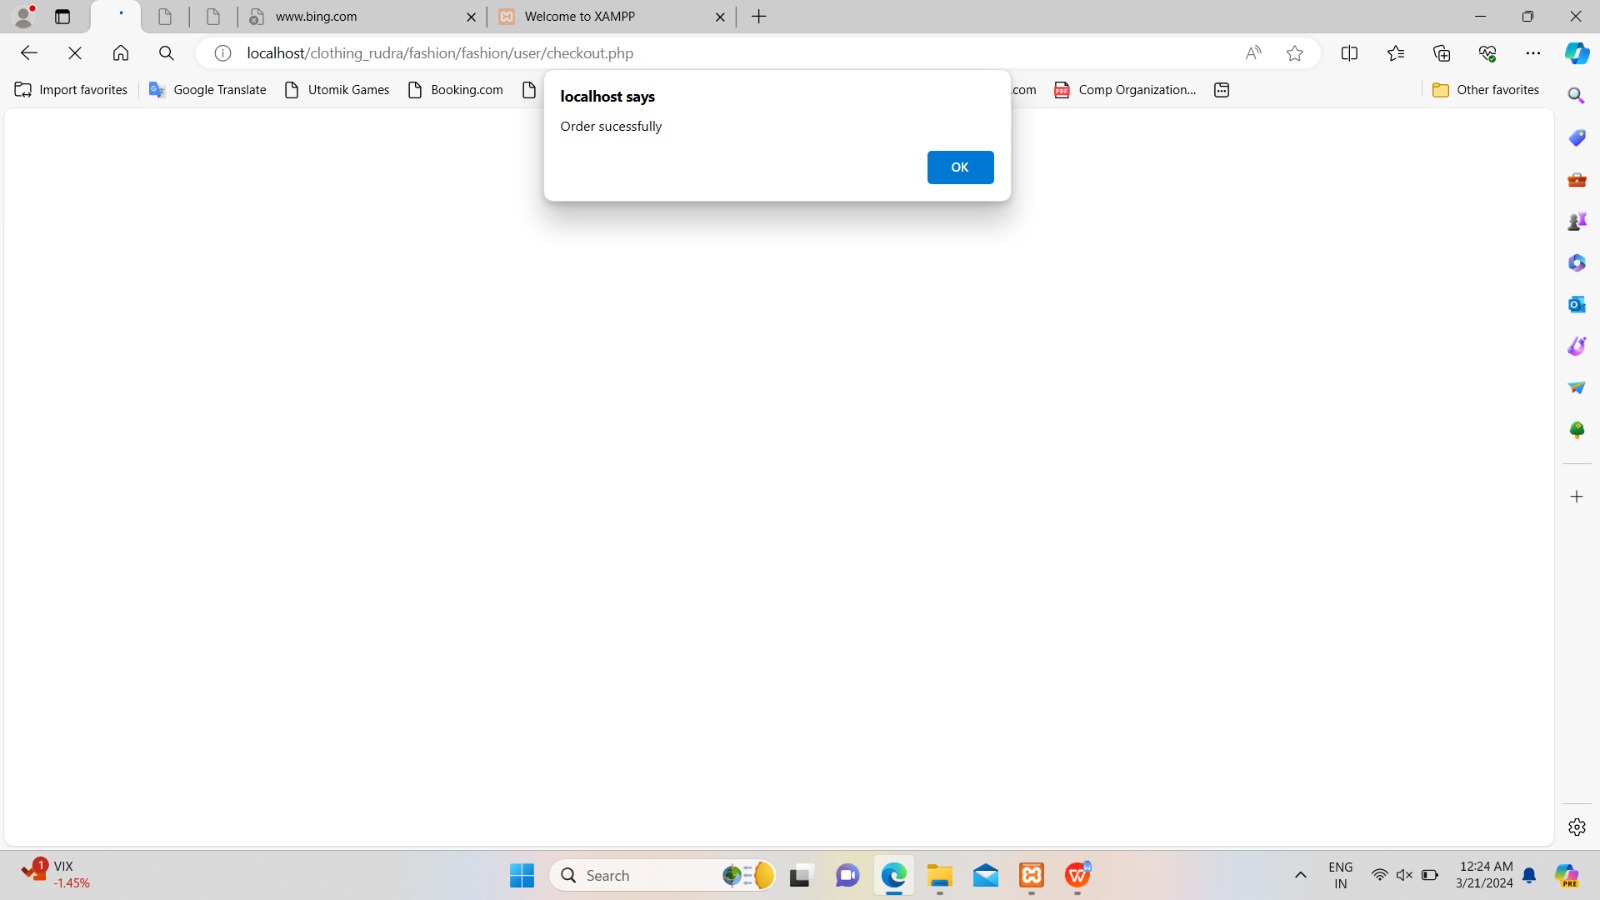 www.bing.com
Welcome to XAMPP
localhost/clothing_rudra/fashion/fashion/user/checkout.php
Import favorites
Google Translate
Utomik Games
Booking.com
.com
Comp Organization...
Other favorites
localhost says
Order sucessfully
OK
1
VIX
-1.45%
Search
ENG
IN
12:24 AM
3/21/2024
PRE